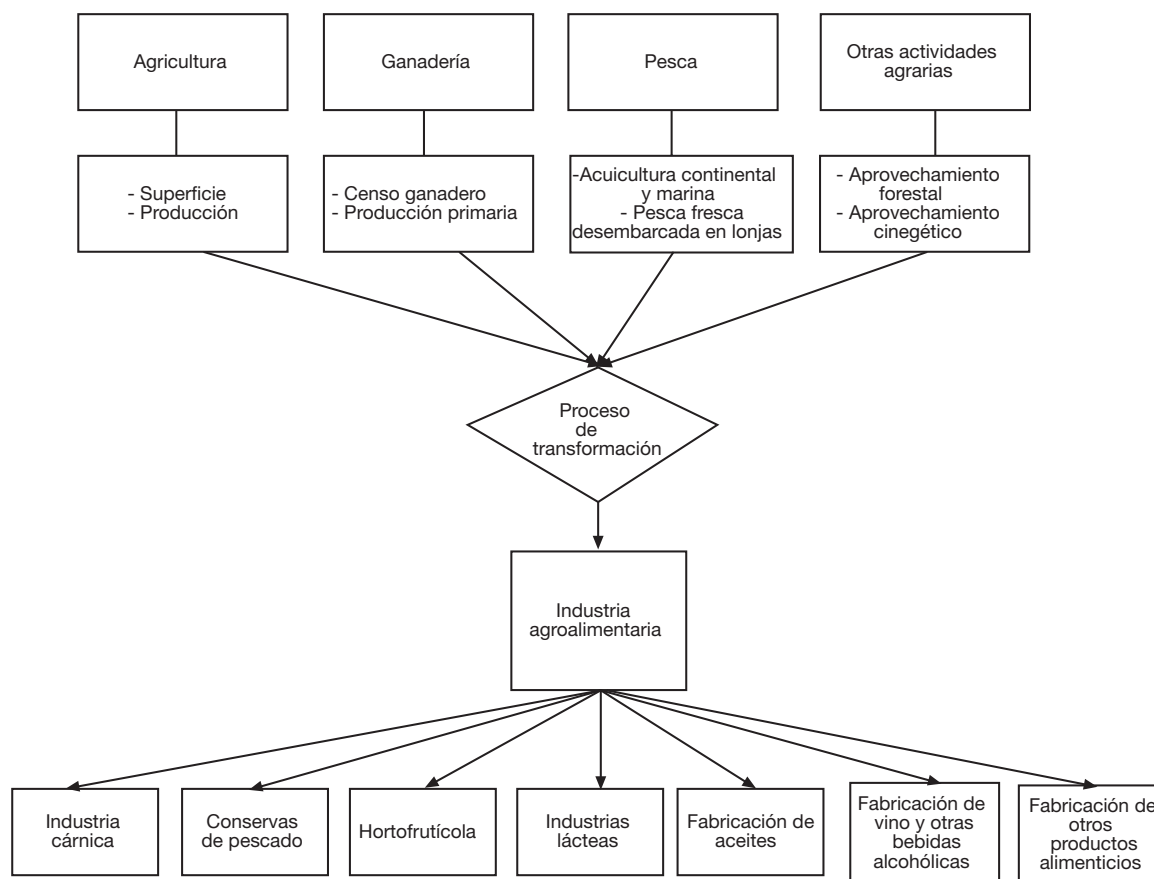 Agricultura
Ganadería
Pesca
Otras actividades
agrarias
- Superficie
- Producción
- Censo ganadero
- Producción primaria
-Acuicultura continental
y marina
- Pesca fresca
desembarcada en lonjas
- Aprovechamiento
forestal
- Aprovechamiento
cinegético
Proceso
de
transformación
Industria
agroalimentaria
Industria
cárnica
Conservas
de pescado
Hortofrutícola
Industrias
lácteas
Fabricación de
aceites
Fabricación de
vino y otras
bebidas
alcohólicas
Fabricación de
otros
productos
alimenticios